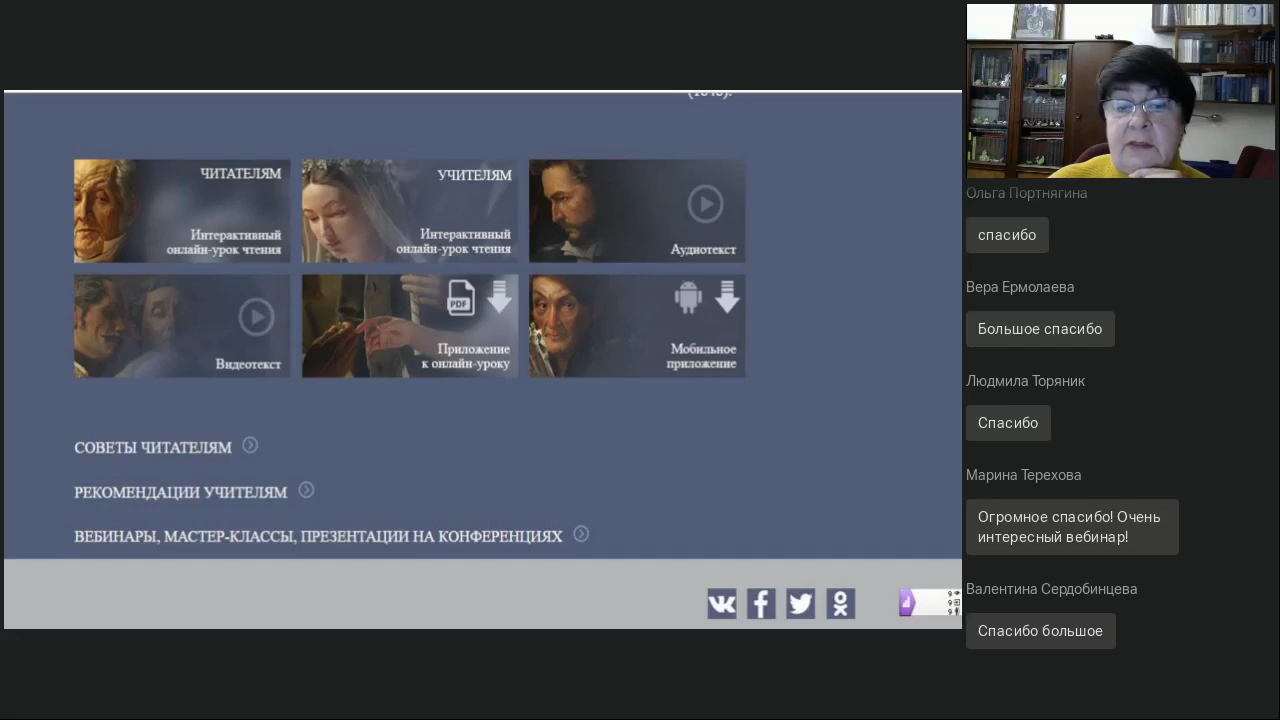 ЧИТАТЕЛЯМ
Интерактивный
онлайн-урок чтения
УЧИТЕЛЯМ
Интерактивный
онлайн-урок чтения
Аудиотекст
Видеотекст
PDF
Приложение
к онлайн-уроку
Мобильное
приложение
СОВЕТЫ ЧИТАТЕЛЯМ
РЕКОМЕНДАЦИИ УЧИТЕЛЯМ
ВЕБИНАРЫ, МАСТЕР-КЛАССЫ, ПРЕЗЕНТАЦИИ НА КОНФЕРЕНЦИЯХ
Ольга Портнягина
спасибо
Вера Ермолаева
Большое спасибо
Людмила Торяник
Спасибо
Марина Терехова
Огромное спасибо! Очень
интересный вебинар!
Валентина Сердобинцева
Спасибо большое